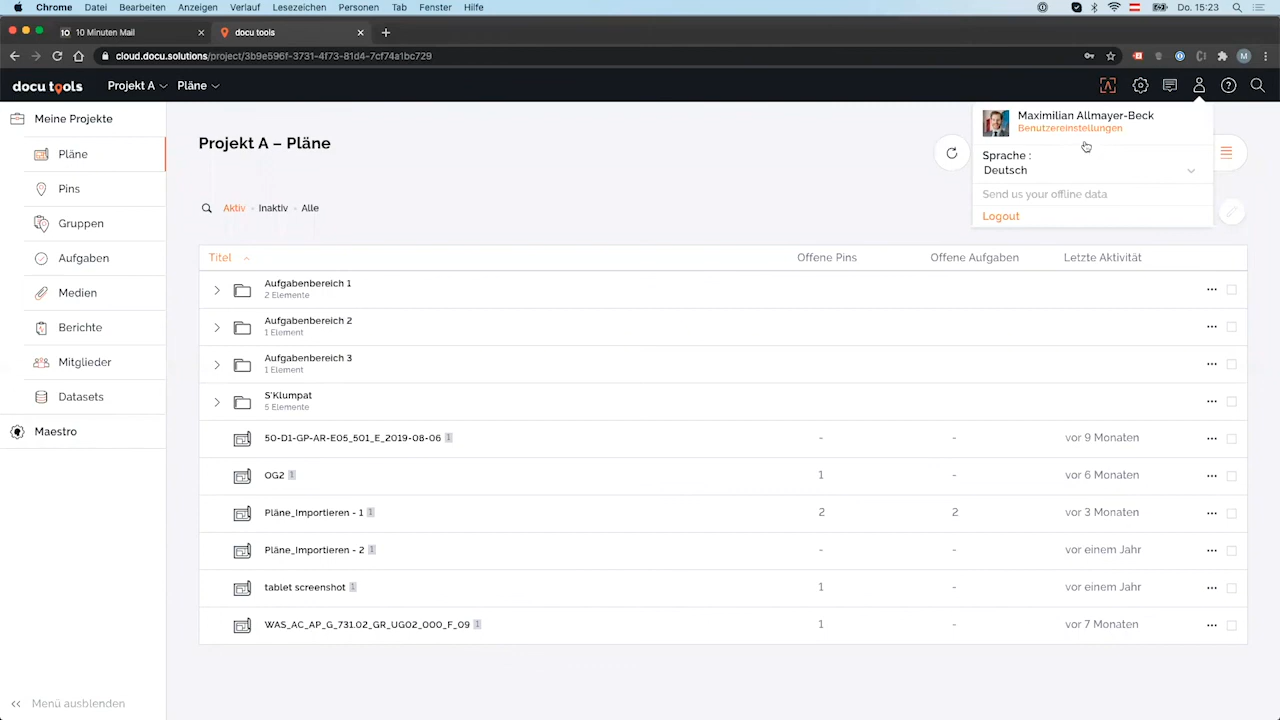 Chrome Datei Bearbeiten Anzeigen Verlauf Lesezeichen Personen Tab Fenster Hilfe Do. 15:23
10 Minuten Mail docu tools
cloud.docu.solutions/project/3b9e596f-3731-4f73-81d4-7cf74a1bc729 M
docu tools Projekt A Pläne
Maximilian Allmayer-Beck
Benutzereinstellungen
Sprache :
Deutsch
Send us your offline data
Logout
Meine Projekte
Pläne
Pins
Gruppen
Aufgaben
Medien
Berichte
Mitglieder
Datasets
Maestro
Menü ausblenden
Projekt A – Pläne
Aktiv Inaktiv Alle
Titel Offene Pins Offene Aufgaben Letzte Aktivität
Aufgabenbereich 1
2 Elemente
Aufgabenbereich 2
1 Element
Aufgabenbereich 3
1 Element
S'Klumpat
5 Elemente
50-D1-GP-AR-E05_501_E_2019-08-06 1 - - vor 9 Monaten
OG2 1 1 - vor 6 Monaten
Pläne_Importieren - 1 1 2 2 vor 3 Monaten
Pläne_Importieren - 2 1 - - vor einem Jahr
tablet screenshot 1 1 - vor einem Jahr
WAS_AC_AP_G_731.02_GR_UG02_000_F_09 1 1 - vor 7 Monaten